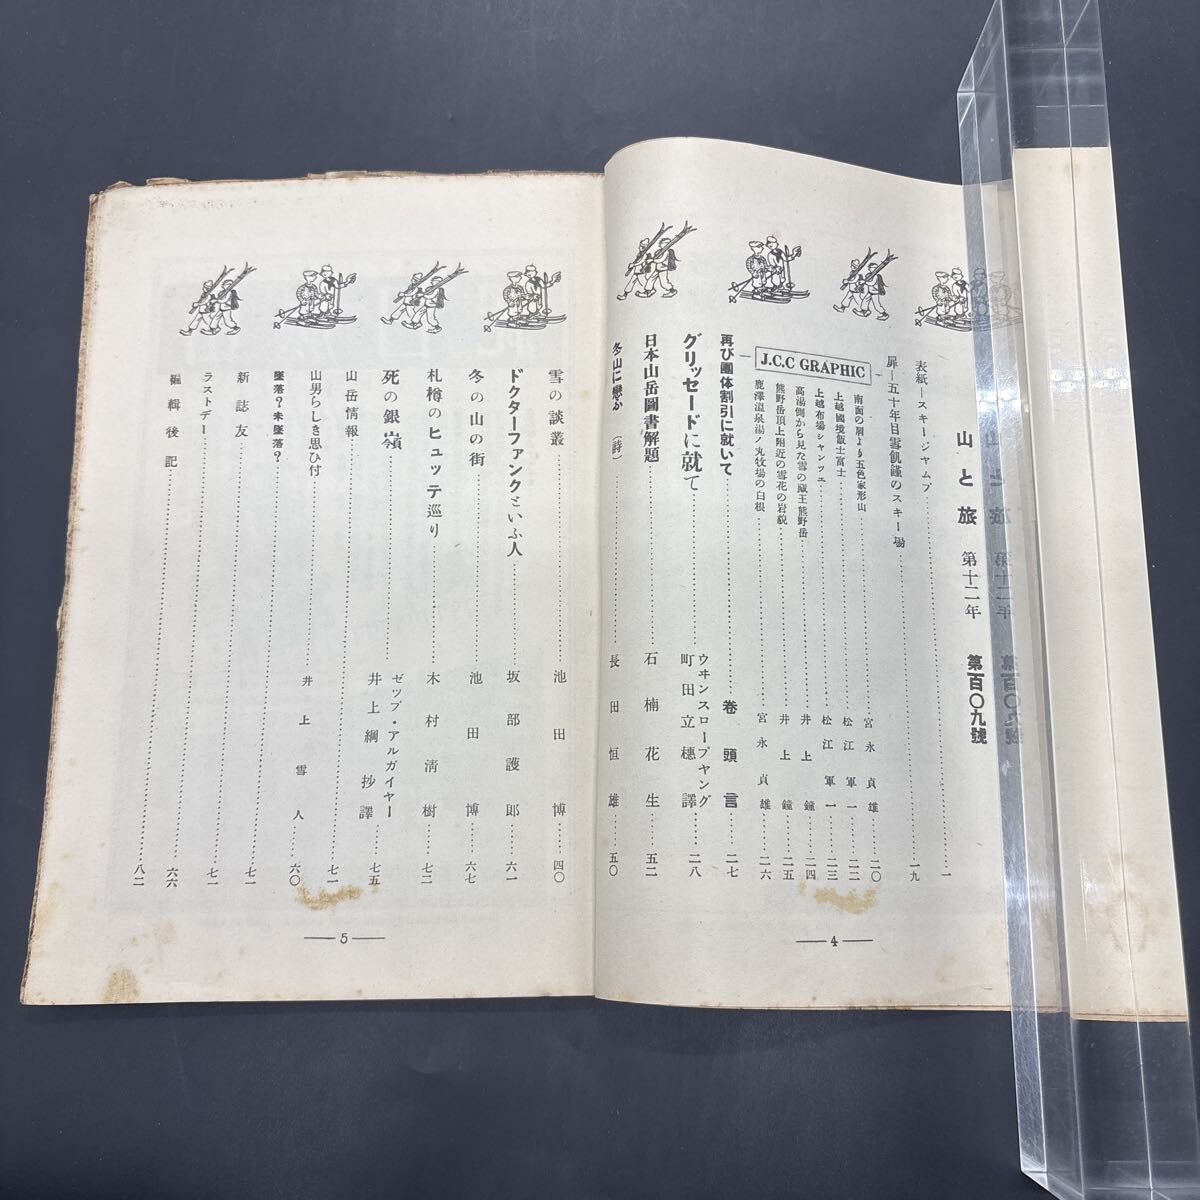 山と旅 第十二年 第百〇九號
表紙―スキージャムプ……一
扉―五十年目雪飢饉のスキー場……一九
J.C.C GRAPHIC
南面の肩より五色家形山……宮永貞雄……二〇
上越國境飯士富士……松江軍一……二二
上越布場シャンツェ……松江軍一……二三
高湯側から見た雪の藏王熊野岳……井上鐘……二四
熊野岳頂上附近の雪花の岩貌……井上鐘……二五
鹿澤溫泉湯ノ丸牧場の白根……宮永貞雄……二六
再び團体割引に就いて……卷頭言……二七
グリッセードに就て……ウヰンスロープヤング 町田立穗譯……二八
日本山岳圖書解題……石楠花生……五二
冬山に戀ふ(詩)……長田恒雄……五〇
―4―
雪の談叢……池田博……四〇
ドクターファンクといふ人……坂部護郎……六一
冬の山の街……池田博……六七
札樽のヒュッテ巡り……木村淸樹……七二
死の銀嶺……ゼップ・アルガイヤー 井上綱抄譯……七五
山岳情報……七一
山男らしき思ひ付……井上雪人……六〇
墜落？未墜落？……七一
新誌友……七一
ラストデー……六六
編輯後記……八二
―5―